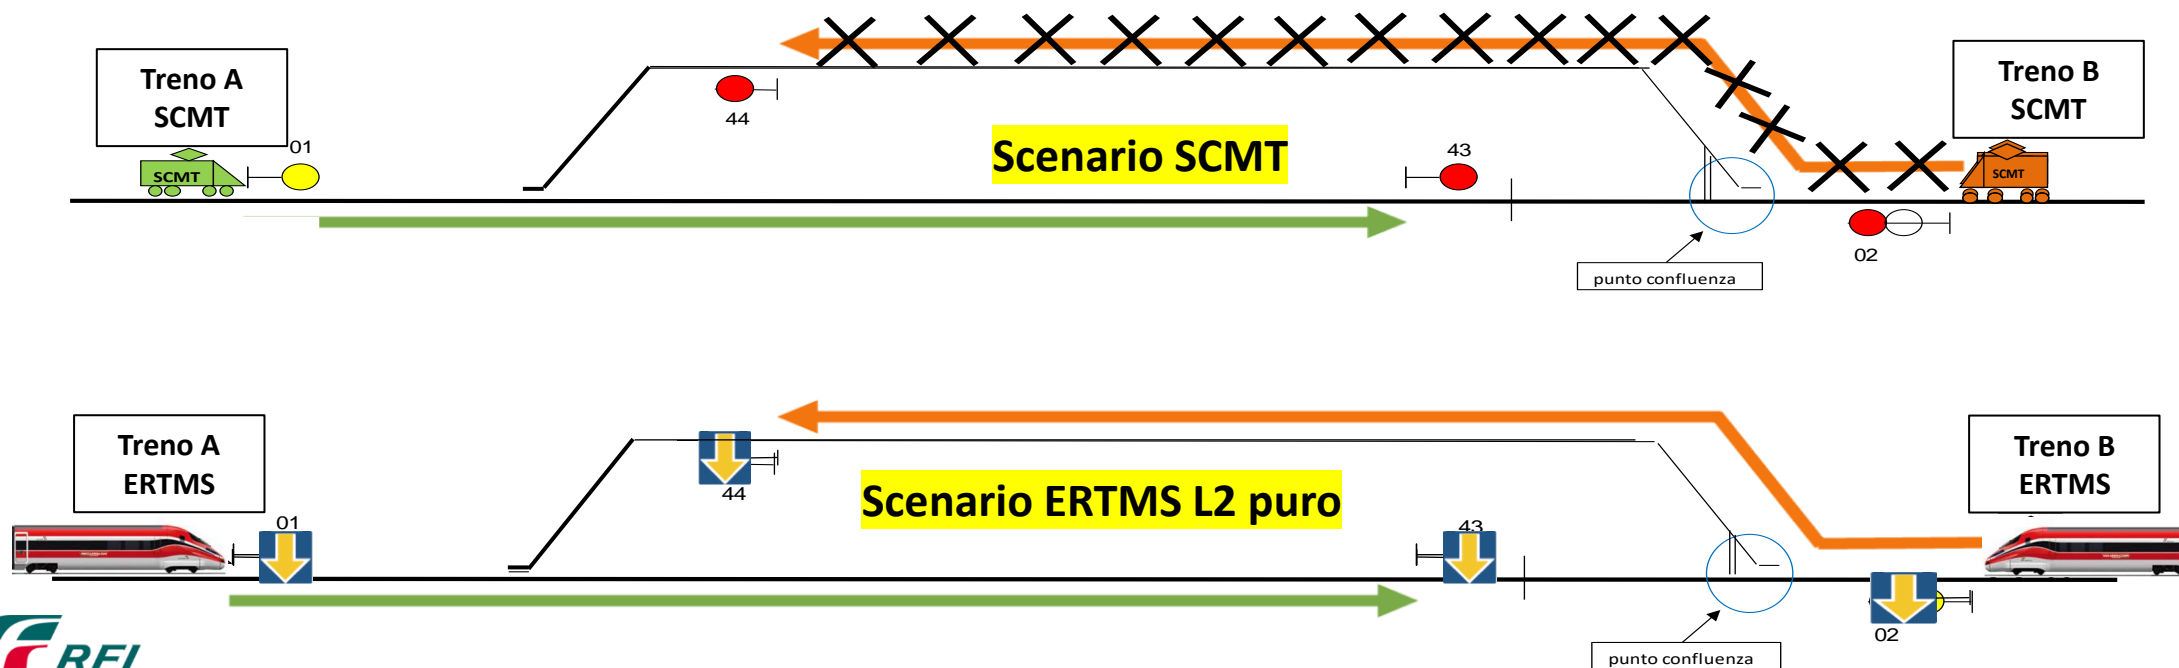 Treno A
SCMT
01
SCMT
44
Scenario SCMT
43
Treno B
SCMT
SCMT
02
punto confluenza
Treno A
ERTMS
01
44
Scenario ERTMS L2 puro
43
Treno B
ERTMS
02
punto confluenza
RFI